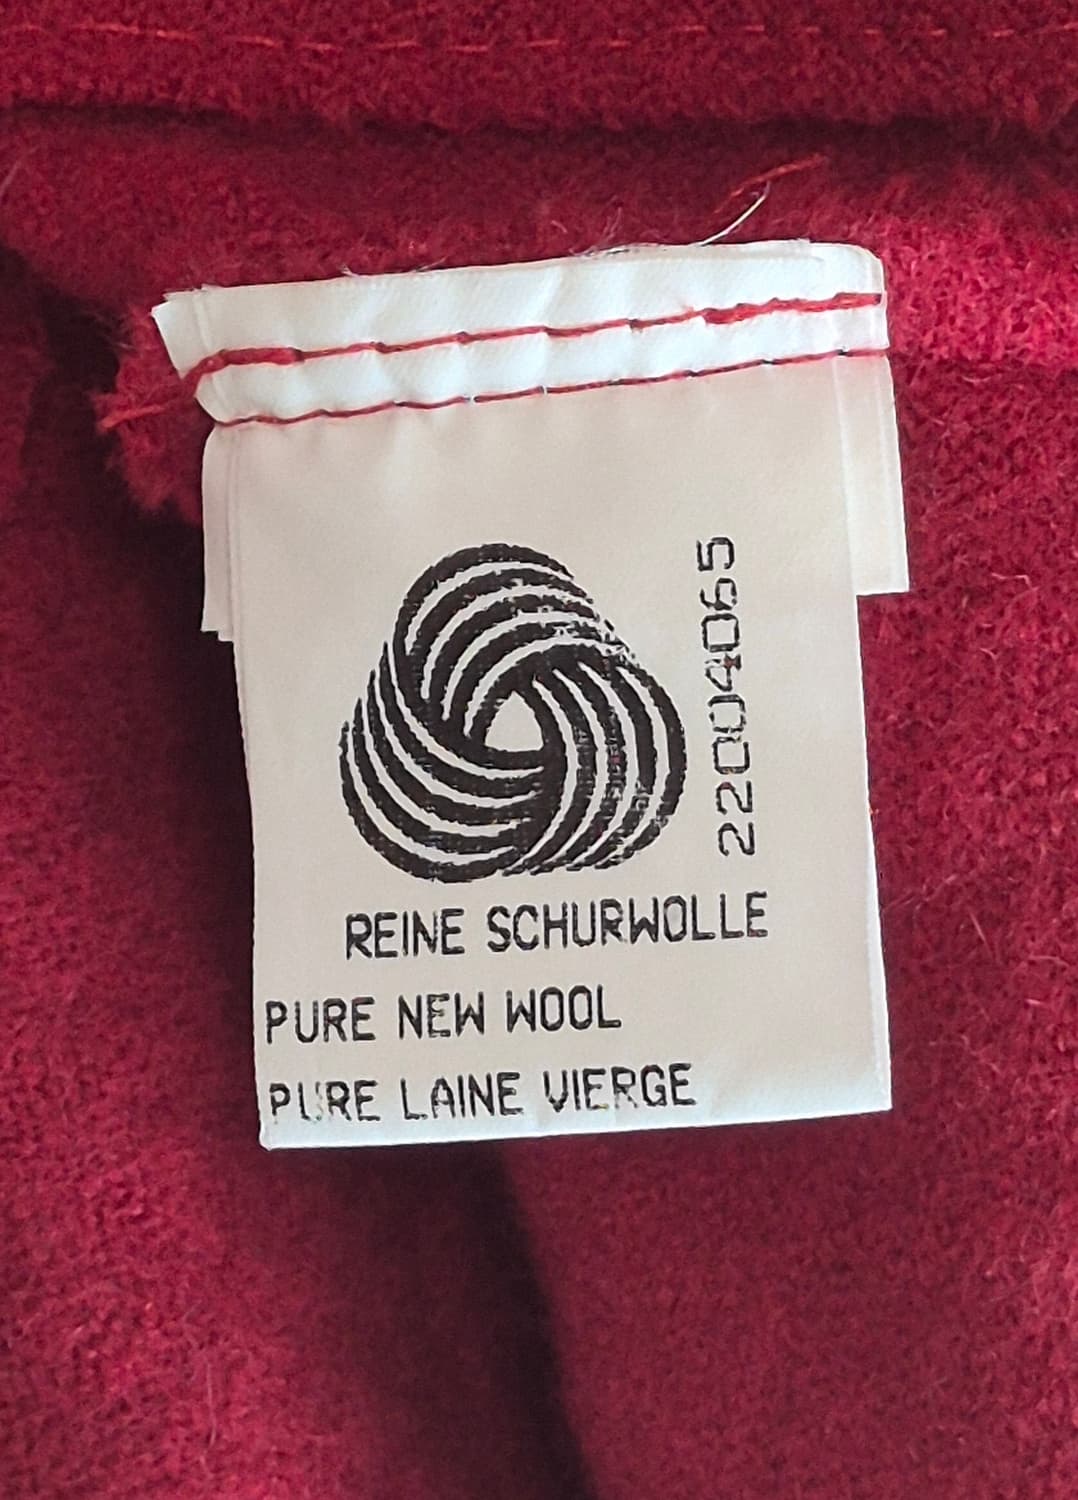 22004065
REINE SCHURWOLLE
PURE NEW WOOL
PURE LAINE VIERGE